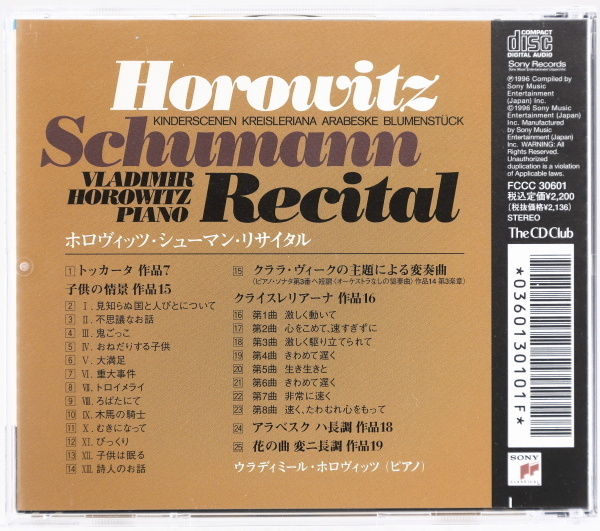 Horowitz
KINDERSCENEN KREISLERIANA ARABESKE BLUMENSTÜCK
Schumann
VLADIMIR
HOROWITZ
PIANO
Recital
ホロヴィッツ・シューマン・リサイタル
1 トッカータ 作品7
子供の情景 作品15
2 I. 見知らぬ国と人びとについて
3 II. 不思議なお話
4 III. 鬼ごっこ
5 IV. おねだりする子供
6 V. 大満足
7 VI. 重大事件
8 VII. トロイメライ
9 VIII. ろばたにて
10 IX. 木馬の騎士
11 X. むきになって
12 XI. びっくり
13 XII. 子供は眠る
14 XIII. 詩人のお話
15 クララ・ヴィークの主題による変奏曲
(ピアノ・ソナタ第3番ヘ短調〈オーケストラなしの協奏曲〉作品14 第3楽章)
クライスレリアーナ 作品16
16 第1曲 激しく動いて
17 第2曲 心をこめて、速すぎずに
18 第3曲 激しく駆り立てられて
19 第4曲 きわめて遅く
20 第5曲 生き生きと
21 第6曲 きわめて遅く
22 第7曲 非常に速く
23 第8曲 速く、たわむれ心をもって
24 アラベスク ハ長調 作品18
25 花の曲 変ニ長調 作品19
ウラディミール・ホロヴィッツ(ピアノ)
COMPACT
disc
DIGITAL AUDIO
Sony Records
℗1996 Compiled by
Sony Music
Entertainment
(Japan) Inc.
©1996 Sony Music
Entertainment (Japan)
Inc. Manufactured
by Sony Music
Entertainment (Japan)
Inc. WARNING: All
Rights Reserved.
Unauthorized
duplication is a violation
of Applicable laws.
FCCC 30601
税込定価¥2,200
(税抜価格¥2,136)
STEREO
The CD Club
*0360130101F*
SONY
CLASSICAL